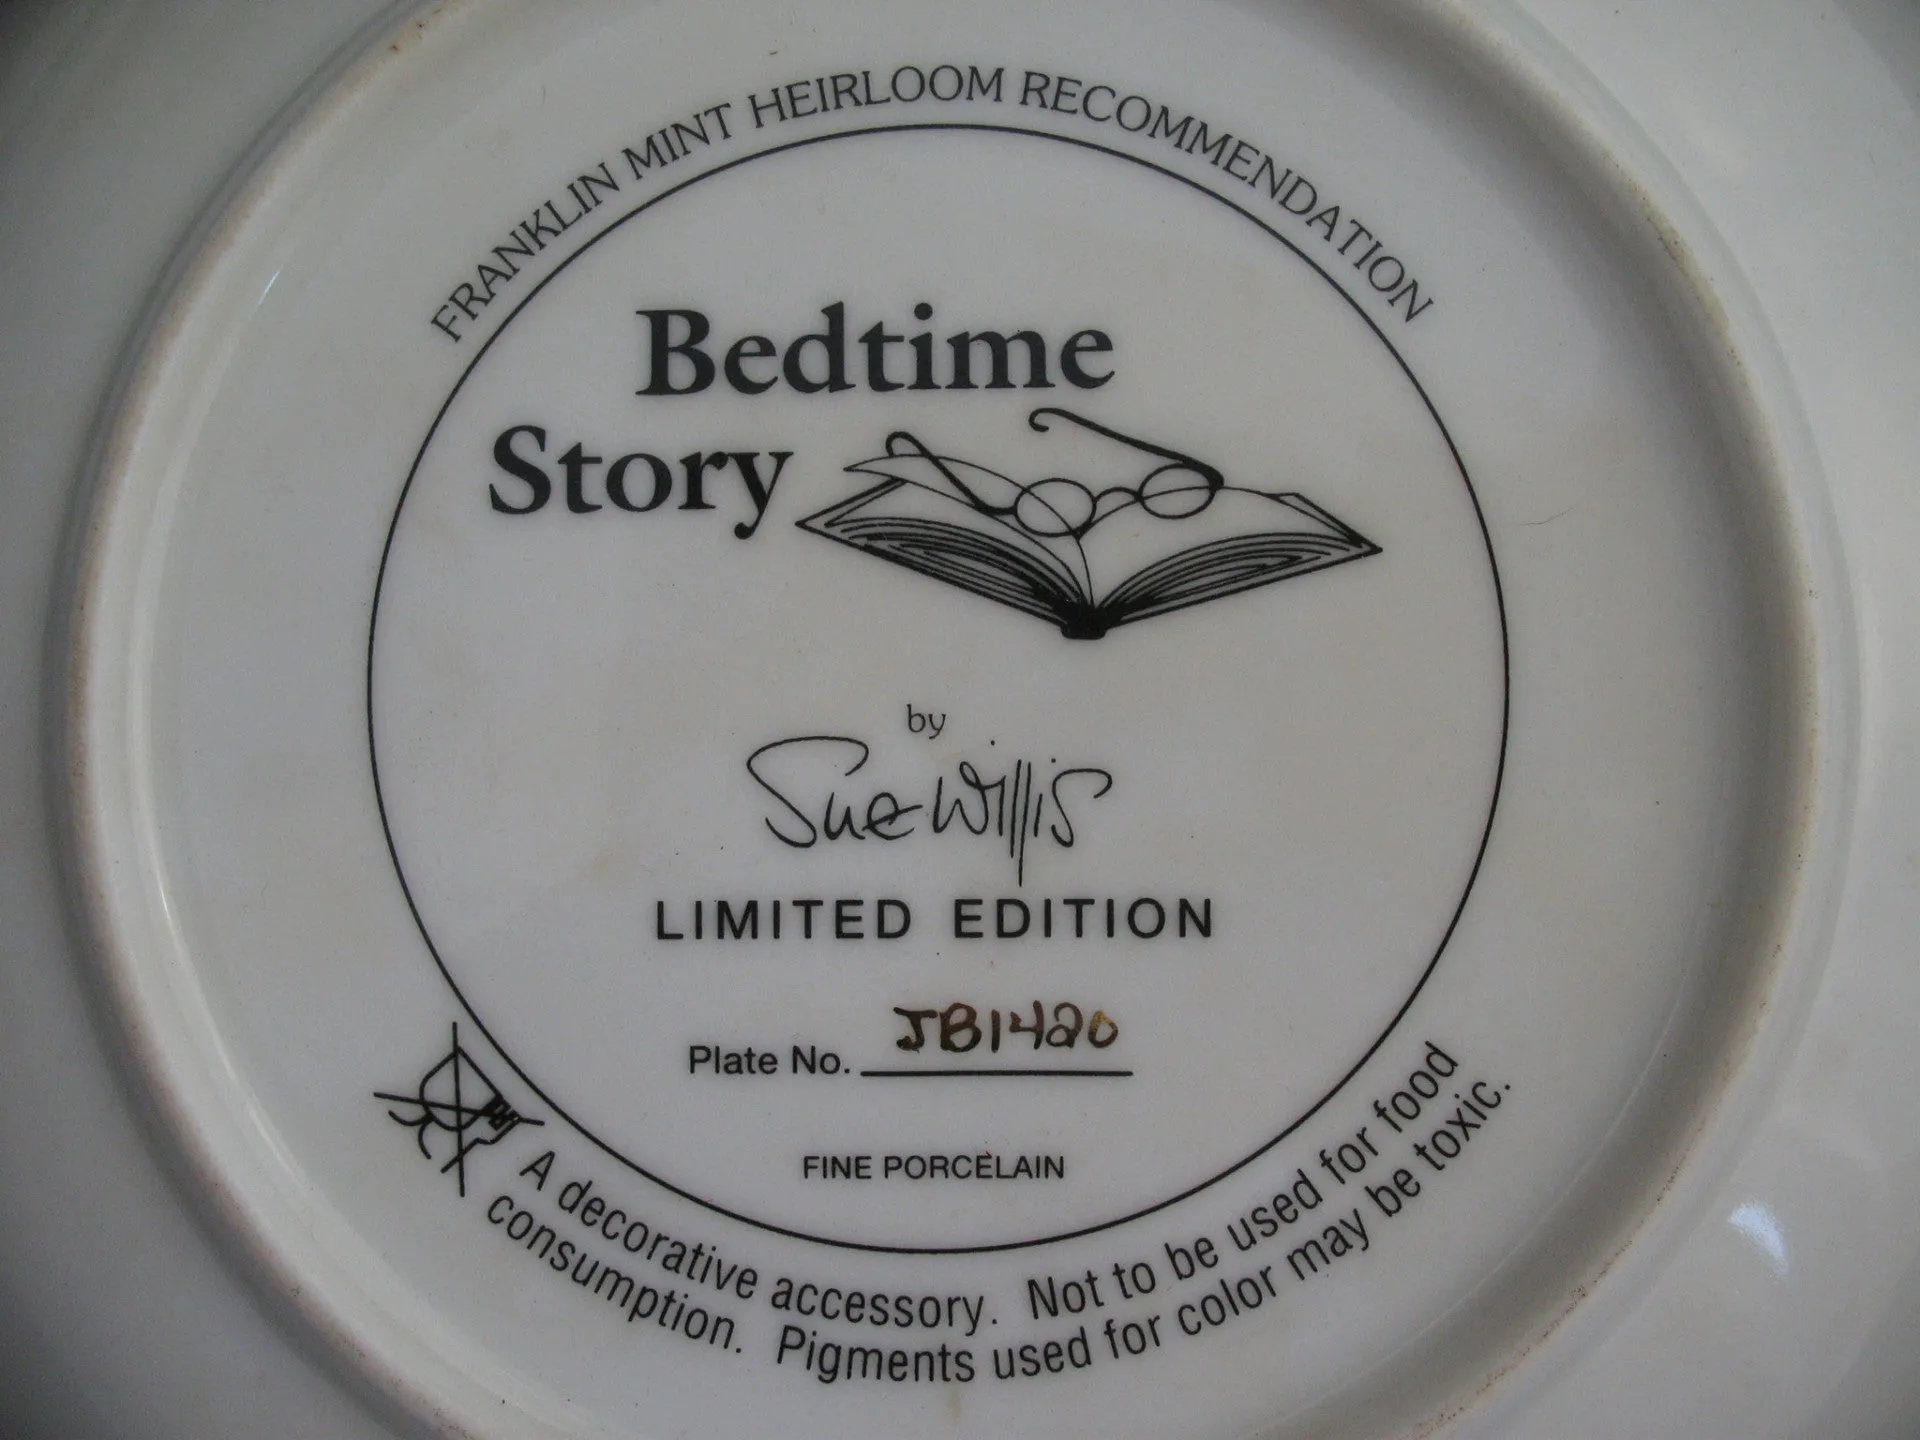 FRANKLIN MINT HEIRLOOM RECOMMENDATION
Bedtime
Story
by
Sue Willis
LIMITED EDITION
Plate No. JB1420
FINE PORCELAIN
A decorative accessory. Not to be used for food
consumption. Pigments used for color may be toxic.